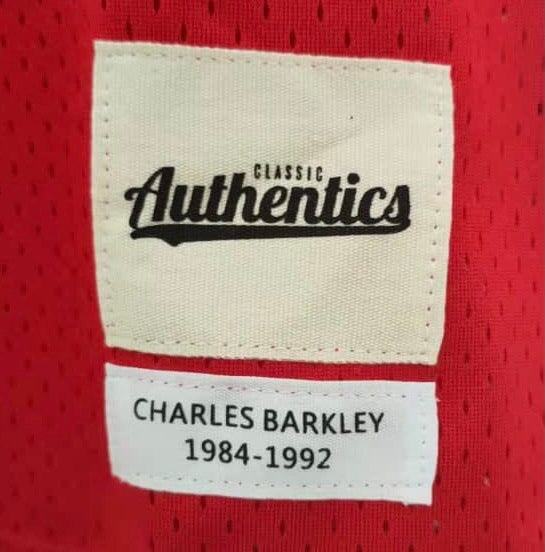 CLASSIC
Authentics
CHARLES BARKLEY
1984-1992